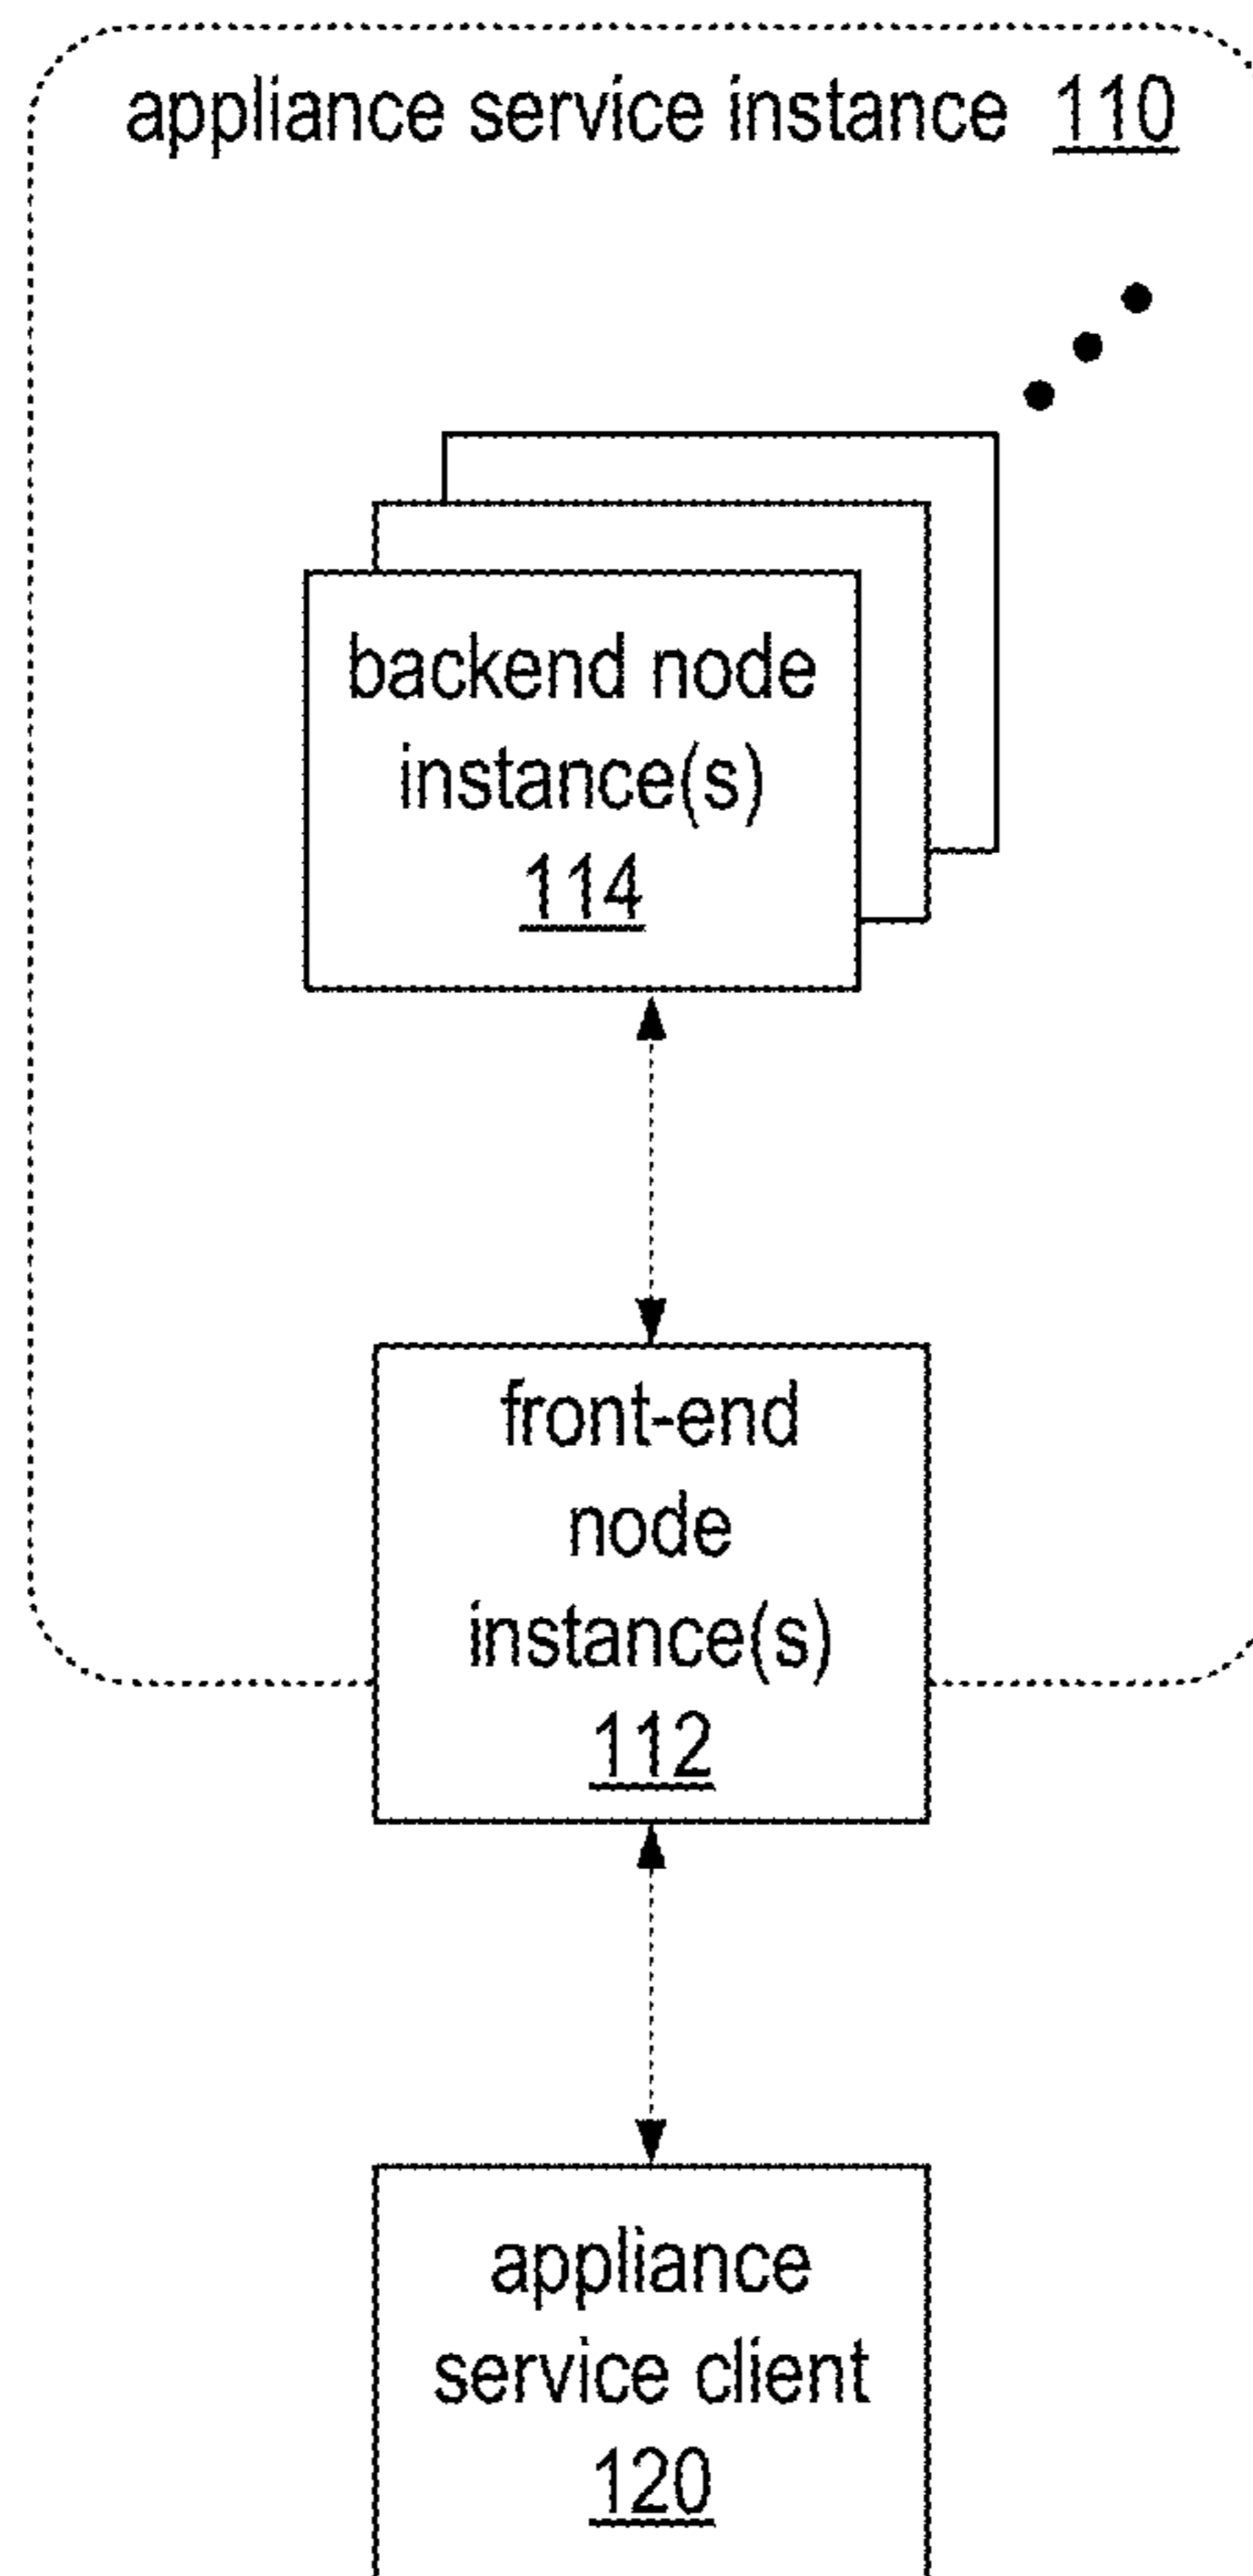 appliance service instance 110
backend node
instance(s)
114
front-end
node
instance(s)
112
appliance
service client
120